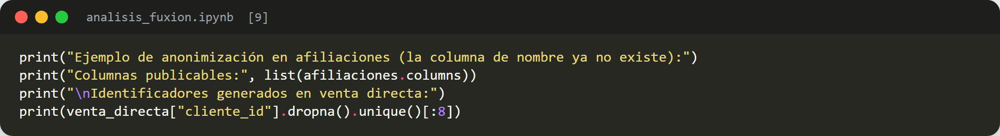 analisis_fuxion.ipynb [9]
print("Ejemplo de anonimización en afiliaciones (la columna de nombre ya no existe):")
print("Columnas publicables:", list(afiliaciones.columns))
print("\nIdentificadores generados en venta directa:")
print(venta_directa["cliente_id"].dropna().unique()[:8])